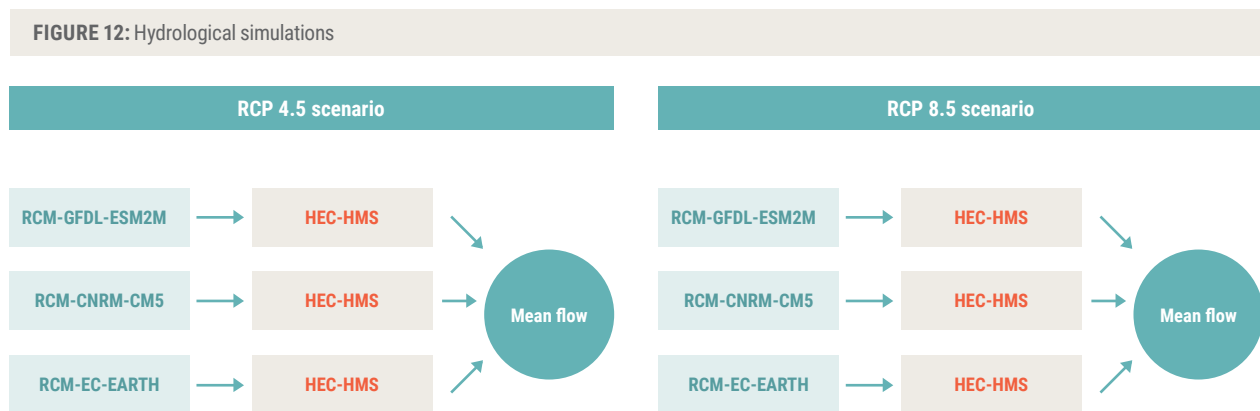 FIGURE 12: Hydrological simulations
RCP 4.5 scenario
RCM-GFDL-ESM2M
HEC-HMS
RCM-CNRM-CM5
HEC-HMS
Mean flow
RCM-EC-EARTH
HEC-HMS
RCP 8.5 scenario
RCM-GFDL-ESM2M
HEC-HMS
RCM-CNRM-CM5
HEC-HMS
Mean flow
RCM-EC-EARTH
HEC-HMS